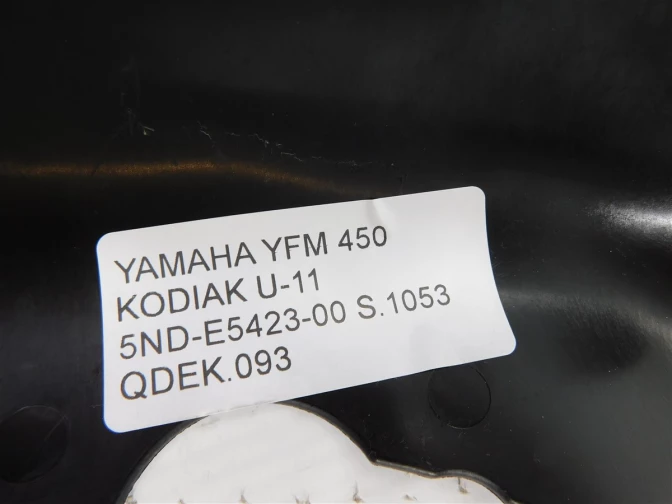 YAMAHA YFM 450
KODIAK U-11
5ND-E5423-00 S.1053
QDEK.093